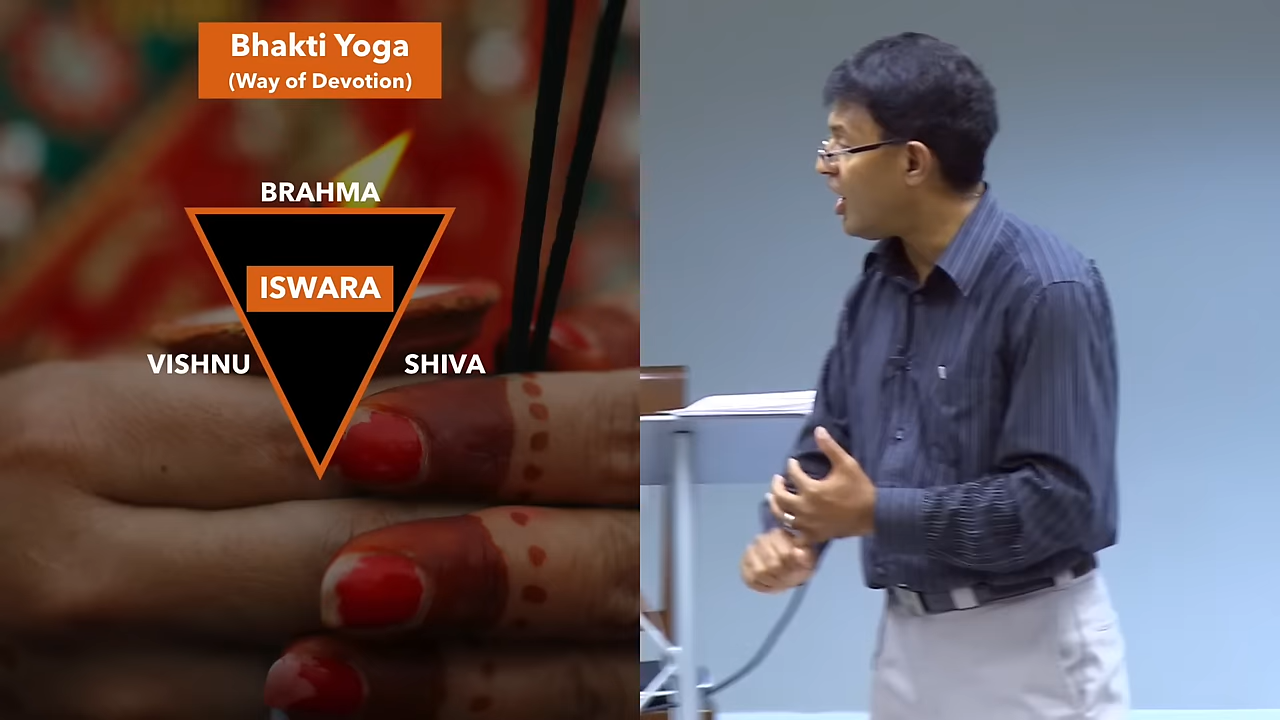 Bhakti Yoga
(Way of Devotion)
BRAHMA
ISWARA
VISHNU
SHIVA